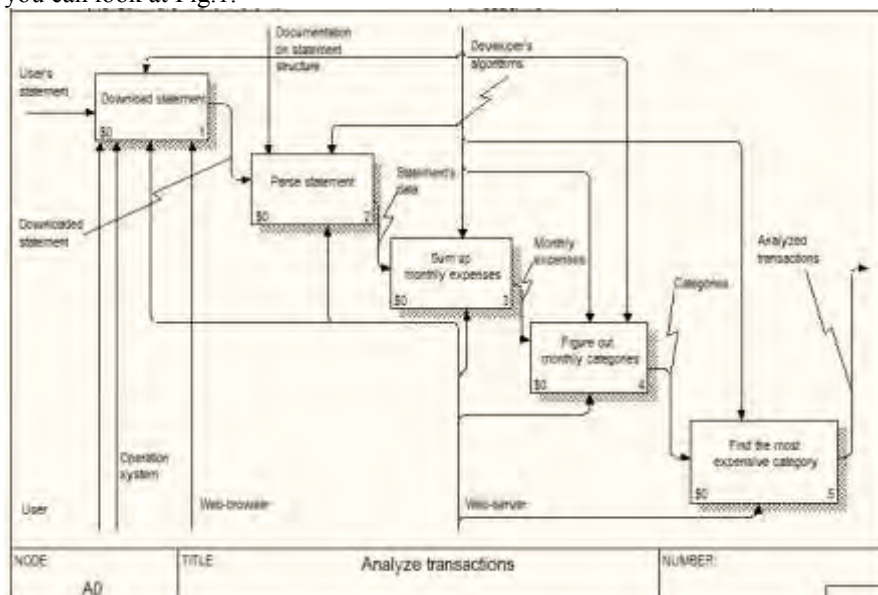 you can look at Fig.1.
Documentation
on statement
structure
Developer's
algorithms
User's
statement
Download statement
$0 1
Parse statement
$0 2
Statement's
data
Downloaded
statement
Sum up
monthly expenses
$0 3
Monthly
expenses
Analyzed
transactions
Categories
Figure out
monthly categories
$0 4
Find the most
expensive category
$0 5
Operation
system
User
Web-browser
Web-server
NODE:
TITLE:
Analyze transactions
NUMBER:
A0